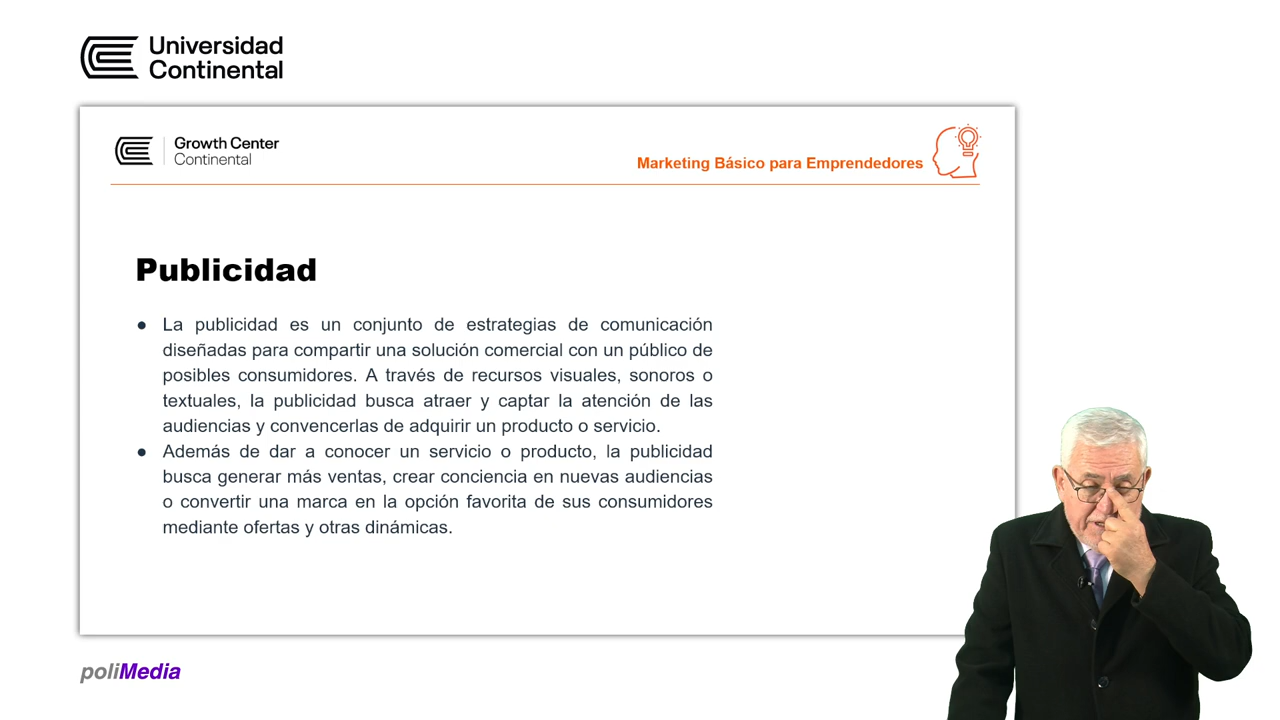 Universidad
Continental
Growth Center
Continental
Marketing Básico para Emprendedores
Publicidad
● La publicidad es un conjunto de estrategias de comunicación
diseñadas para compartir una solución comercial con un público de
posibles consumidores. A través de recursos visuales, sonoros o
textuales, la publicidad busca atraer y captar la atención de las
audiencias y convencerlas de adquirir un producto o servicio.
● Además de dar a conocer un servicio o producto, la publicidad
busca generar más ventas, crear conciencia en nuevas audiencias
o convertir una marca en la opción favorita de sus consumidores
mediante ofertas y otras dinámicas.
poliMedia